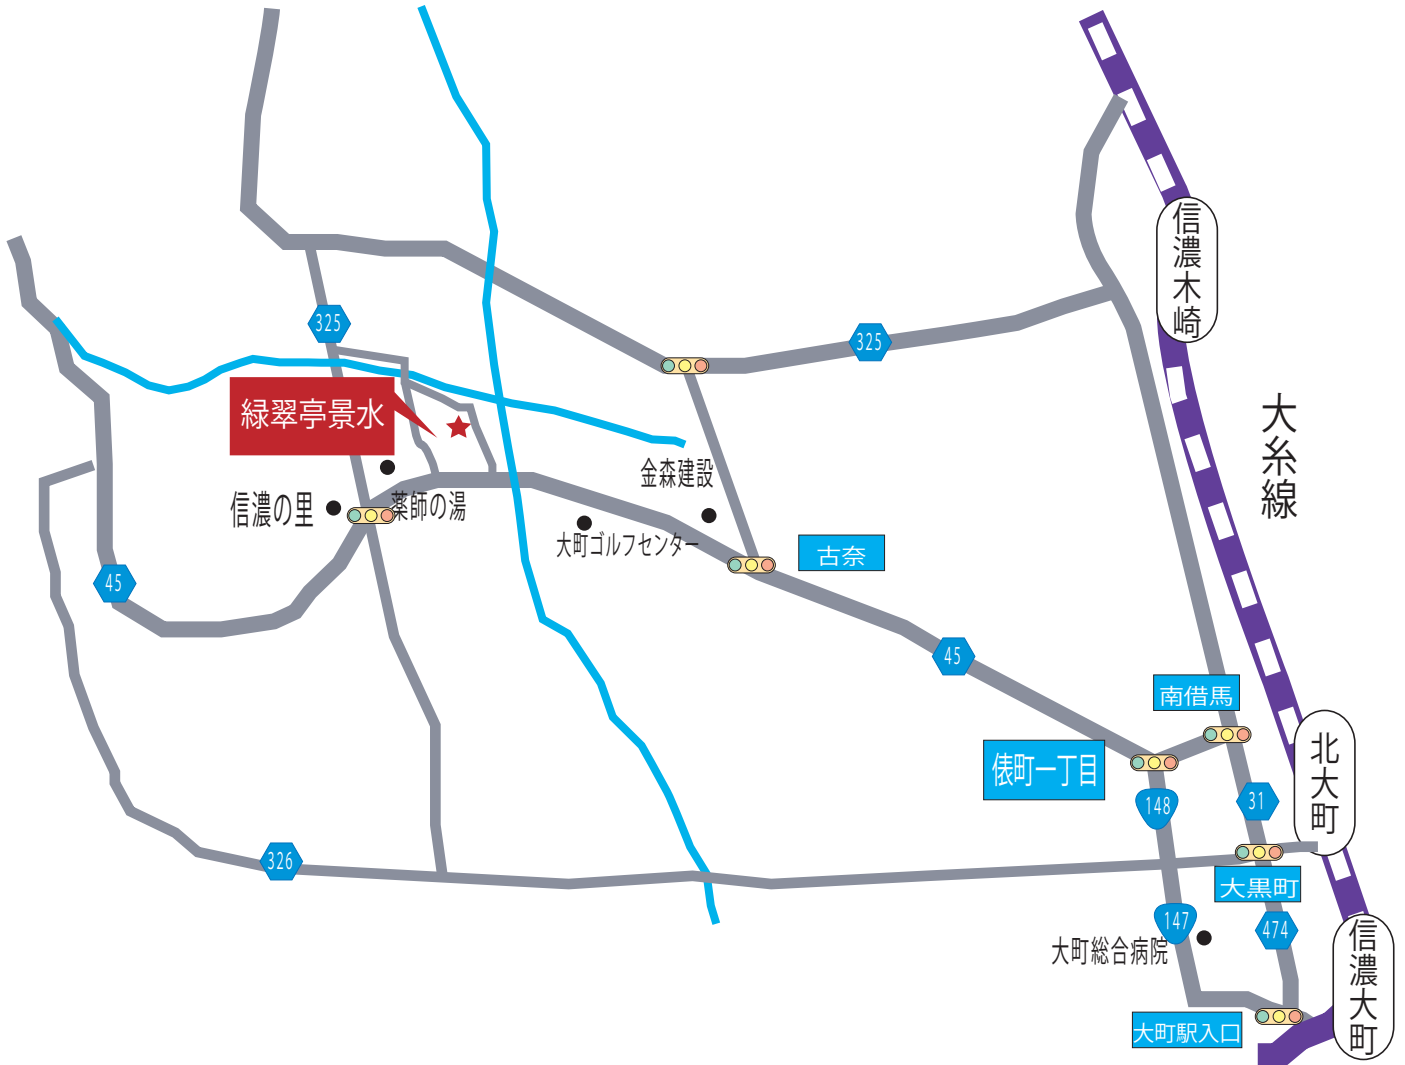 信濃木崎
325
325
大糸線
緑翠亭景水
金森建設
信濃の里
薬師の湯
大町ゴルフセンター
古奈
45
45
南借馬
俵町一丁目
北大町
148
31
326
大黒町
147
474
大町総合病院
信濃大町
大町駅入口